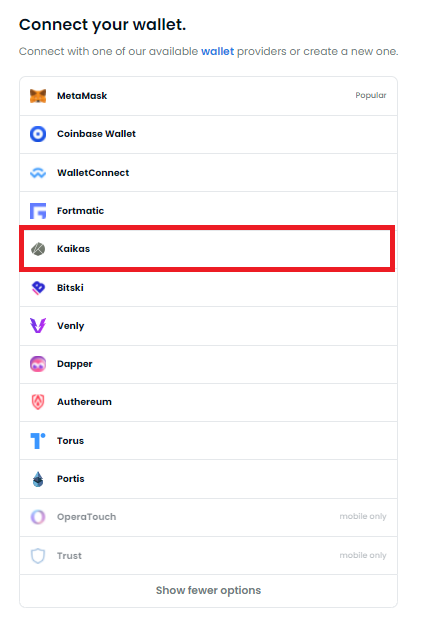 Connect your wallet.
Connect with one of our available wallet providers or create a new one.
MetaMask Popular
Coinbase Wallet
WalletConnect
Fortmatic
Kaikas
Bitski
Venly
Dapper
Authereum
Torus
Portis
OperaTouch mobile only
Trust mobile only
Show fewer options